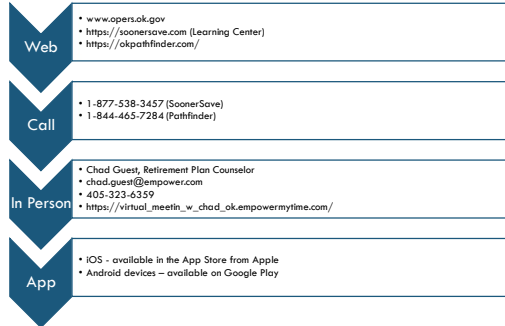 Web
• www.opers.ok.gov
• https://soonersave.com (Learning Center)
• https://okpathfinder.com/
Call
• 1-877-538-3457 (SoonerSave)
• 1-844-465-7284 (Pathfinder)
In Person
• Chad Guest, Retirement Plan Counselor
• chad.guest@empower.com
• 405-323-6359
• https://virtual_meetin_w_chad_ok.empowermytime.com/
App
• iOS - available in the App Store from Apple
• Android devices – available on Google Play